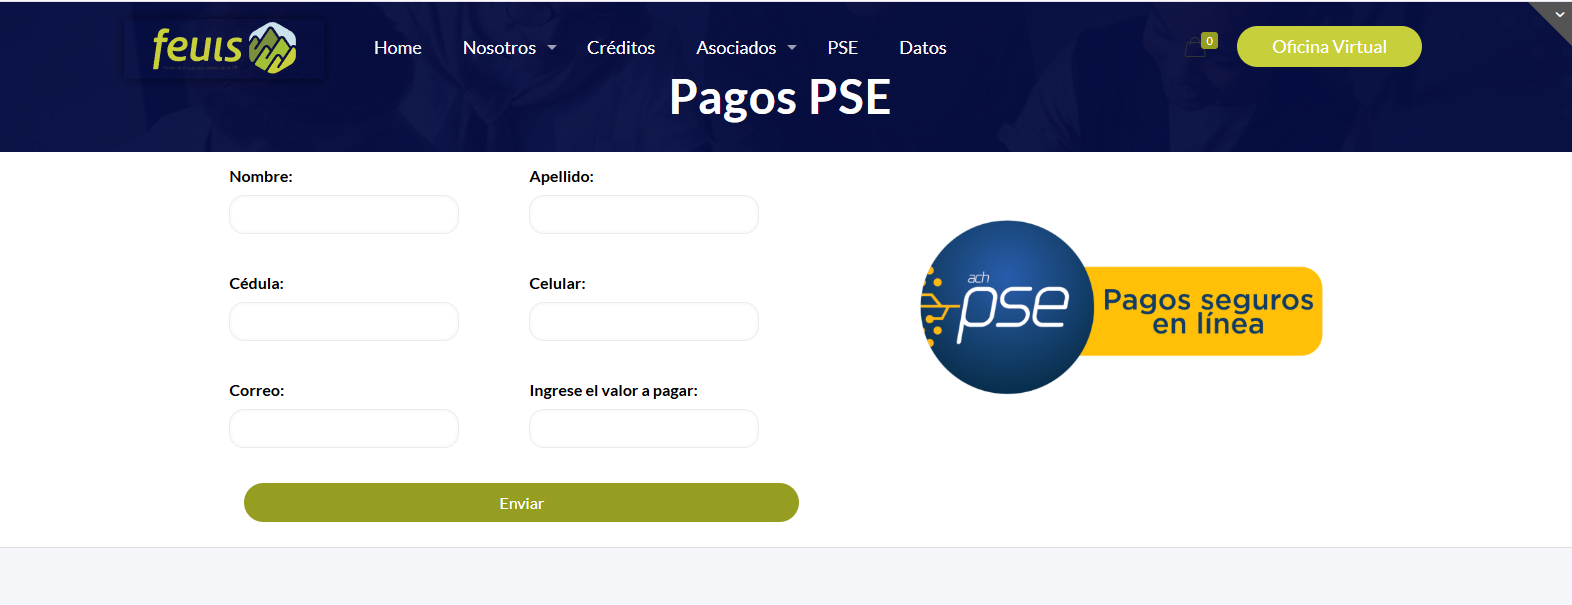 feuis
Home Nosotros Créditos Asociados PSE Datos
0
Oficina Virtual
Pagos PSE
Nombre: Apellido:
Cédula: Celular:
Correo: Ingrese el valor a pagar:
Enviar
ach
pse
Pagos seguros
en línea